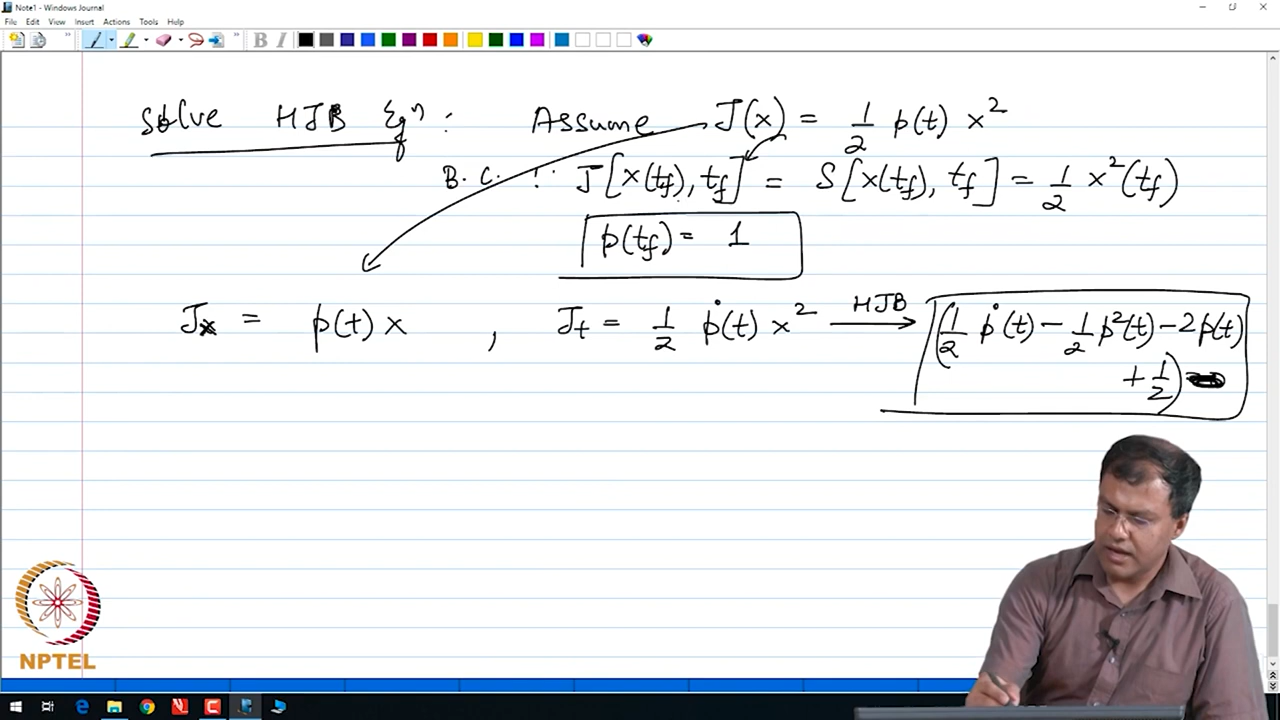 Note1 - Windows Journal
File Edit View Insert Actions Tools Help
B I
Solve HJB Eqn : Assume J(x) = 1/2 p(t) x²
B.C. : J[x(tf), tf] = S[x(tf), tf] = 1/2 x²(tf)
p(tf) = 1
Jx = p(t) x , Jt = 1/2 ṗ(t) x² HJB → (1/2 ṗ(t) - 1/2 p²(t) - 2p(t)
+ 1/2)
NPTEL